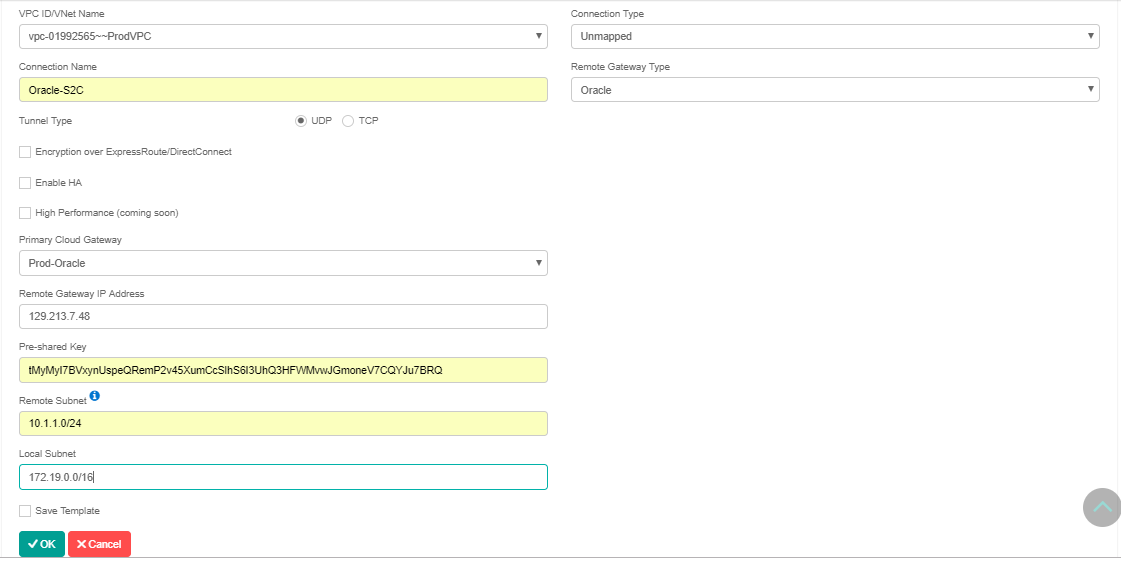 VPC ID/VNet Name
vpc-01992565~~ProdVPC
Connection Type
Unmapped
Connection Name
Oracle-S2C
Remote Gateway Type
Oracle
Tunnel Type
UDP TCP
Encryption over ExpressRoute/DirectConnect
Enable HA
High Performance (coming soon)
Primary Cloud Gateway
Prod-Oracle
Remote Gateway IP Address
129.213.7.48
Pre-shared Key
tMyMyI7BVxynUspeQRemP2v45XumCcSlhS6I3UhQ3HFWMvwJGmoneV7CQYJu7BRQ
Remote Subnet
10.1.1.0/24
Local Subnet
172.19.0.0/16
Save Template
OK Cancel